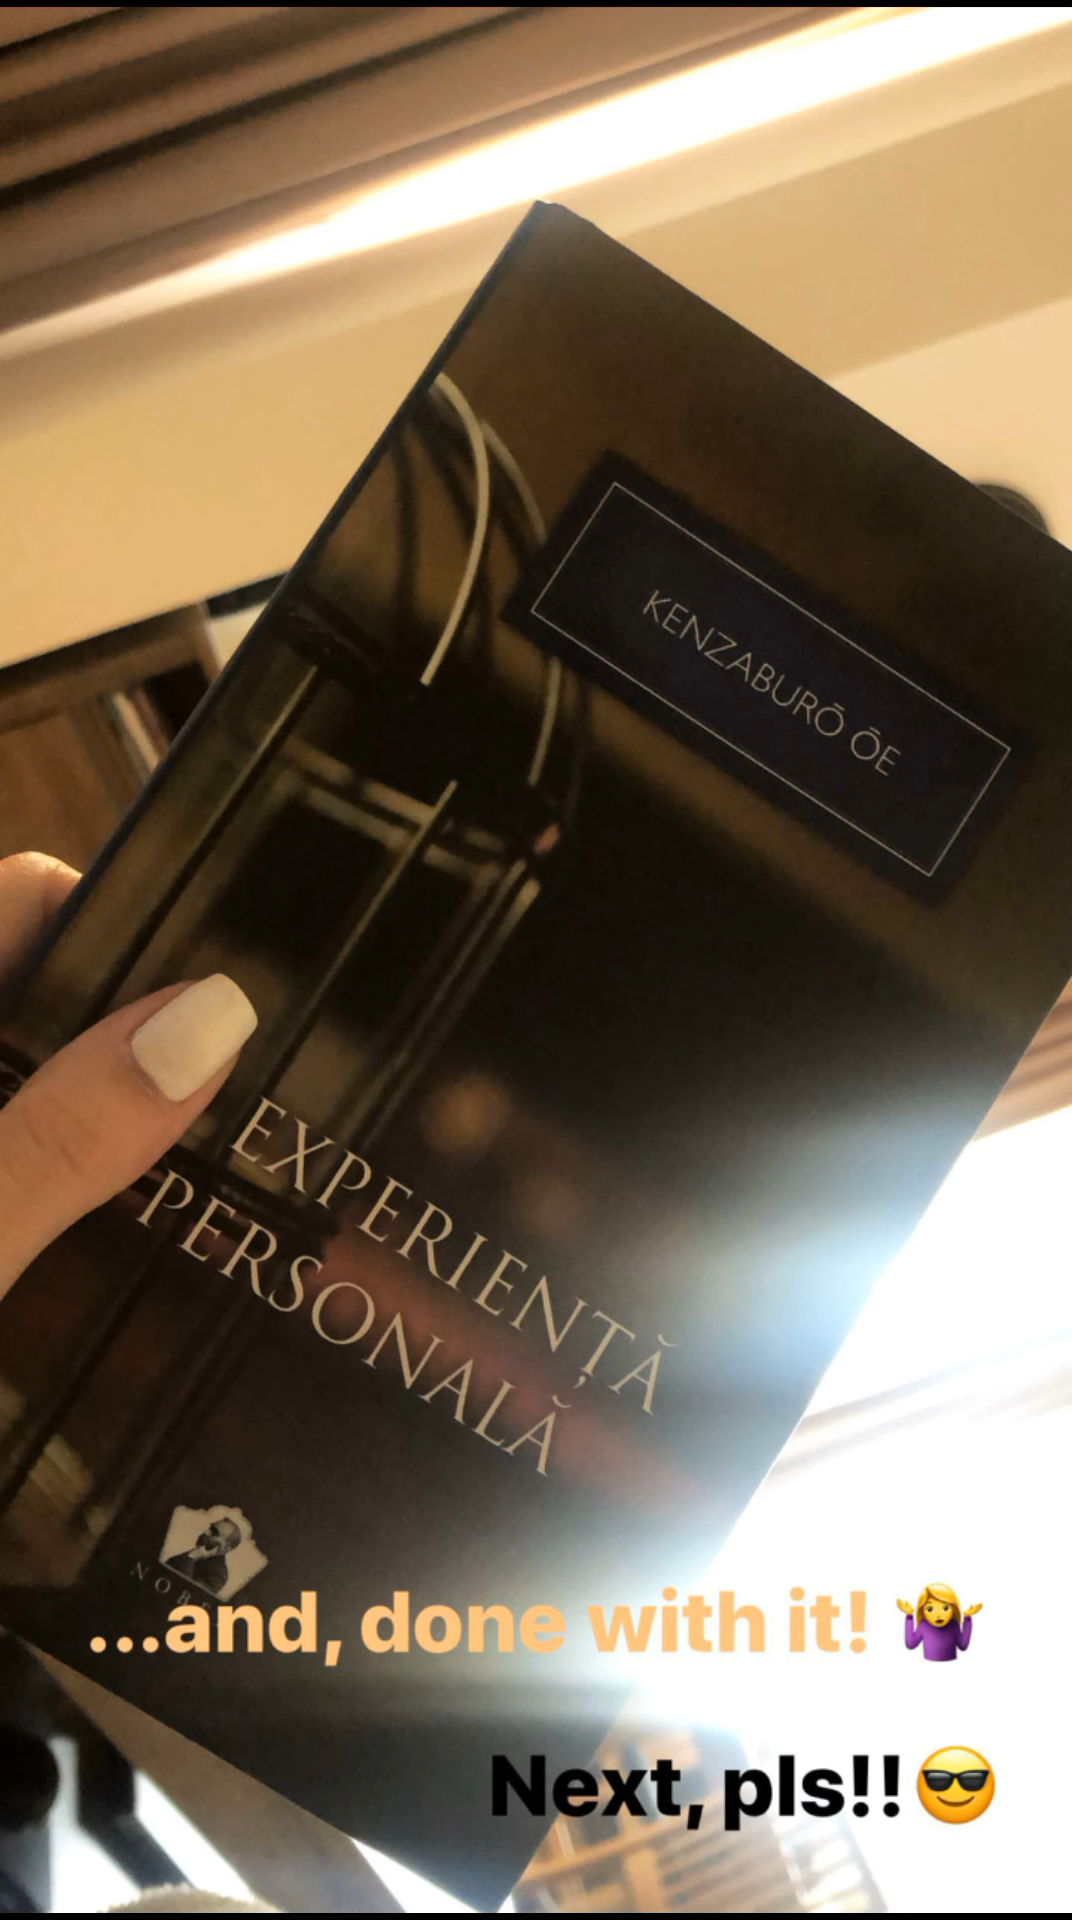 KENZABURŌ ŌE
EXPERIENȚĂ
PERSONALĂ
...and, done with it! 🤷‍♀️
Next, pls!!😎